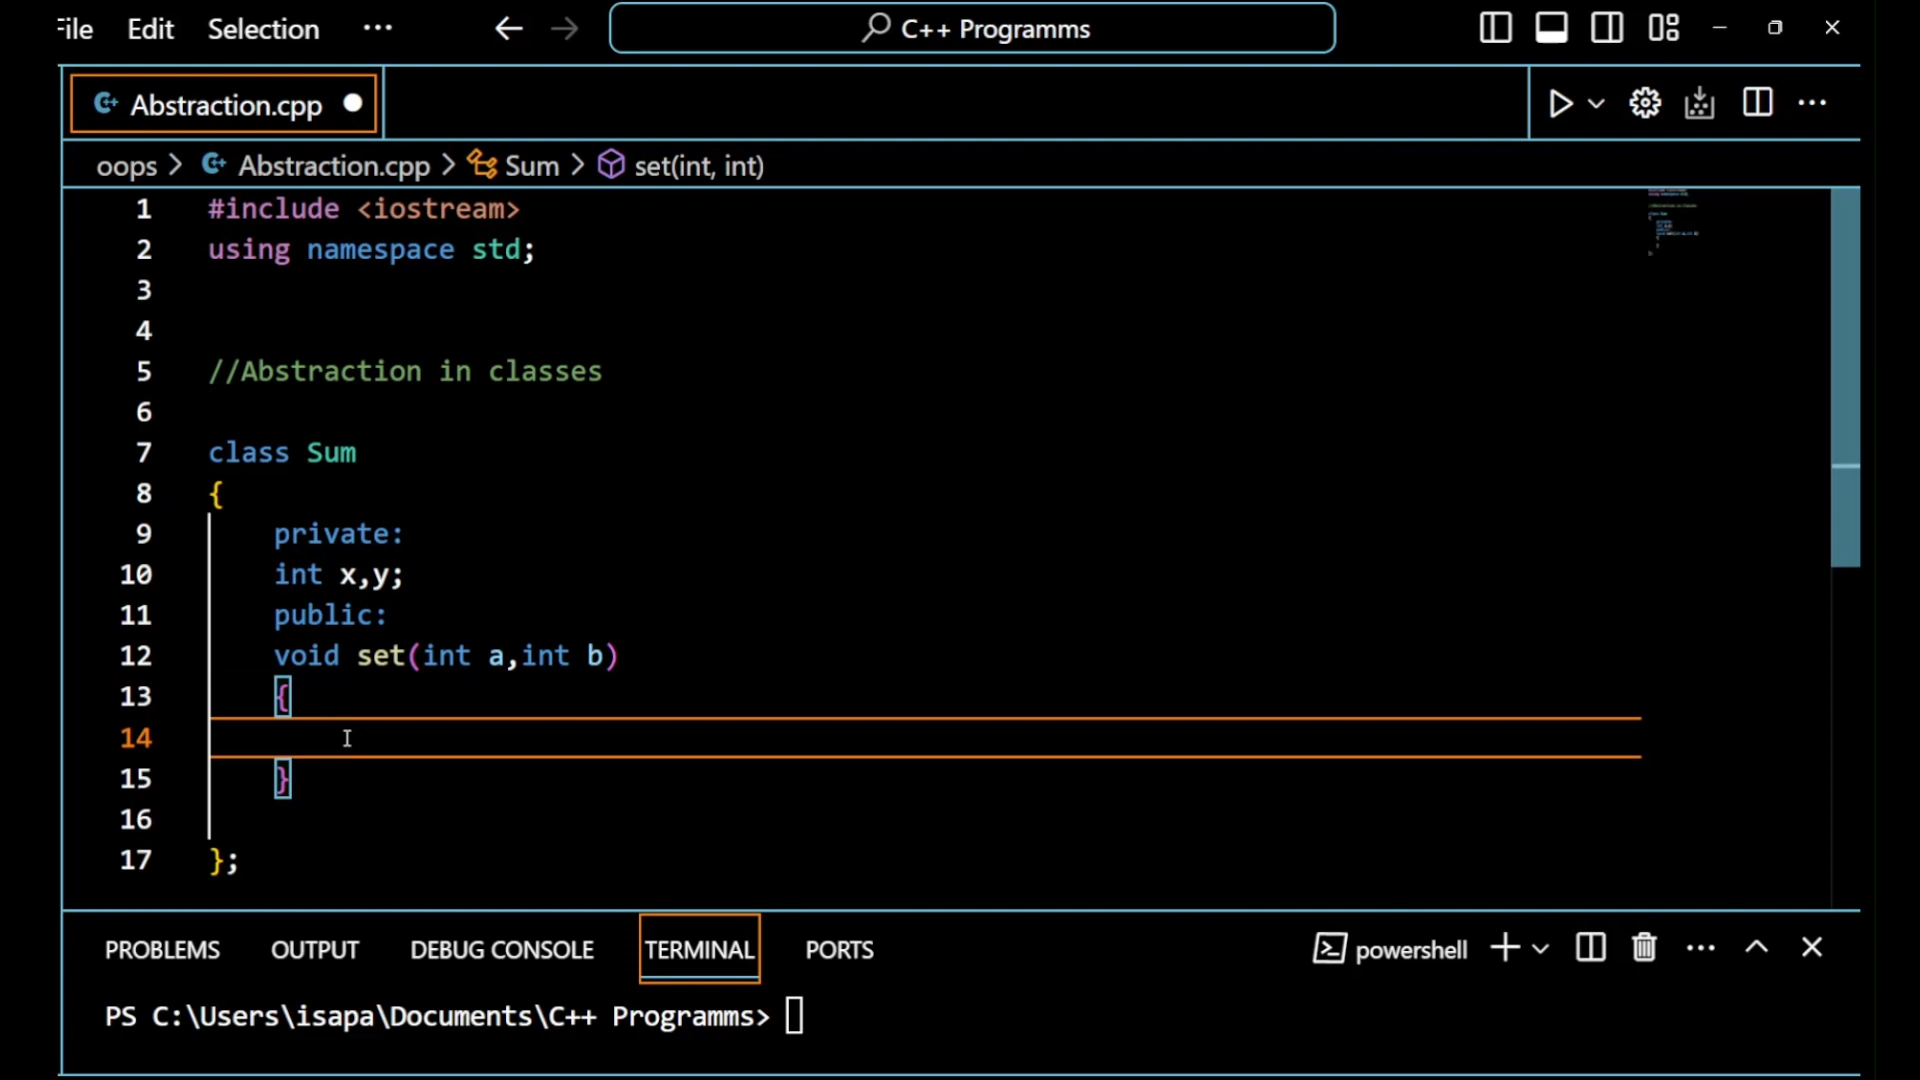 File Edit Selection ···
C++ Programms
Abstraction.cpp
oops > Abstraction.cpp > Sum > set(int, int)
1 #include <iostream>
2 using namespace std;
3
4
5 //Abstraction in classes
6
7 class Sum
8 {
9 private:
10 int x,y;
11 public:
12 void set(int a,int b)
13 {
14
15 }
16
17 };
PROBLEMS OUTPUT DEBUG CONSOLE TERMINAL PORTS
powershell
PS C:\Users\isapa\Documents\C++ Programms>